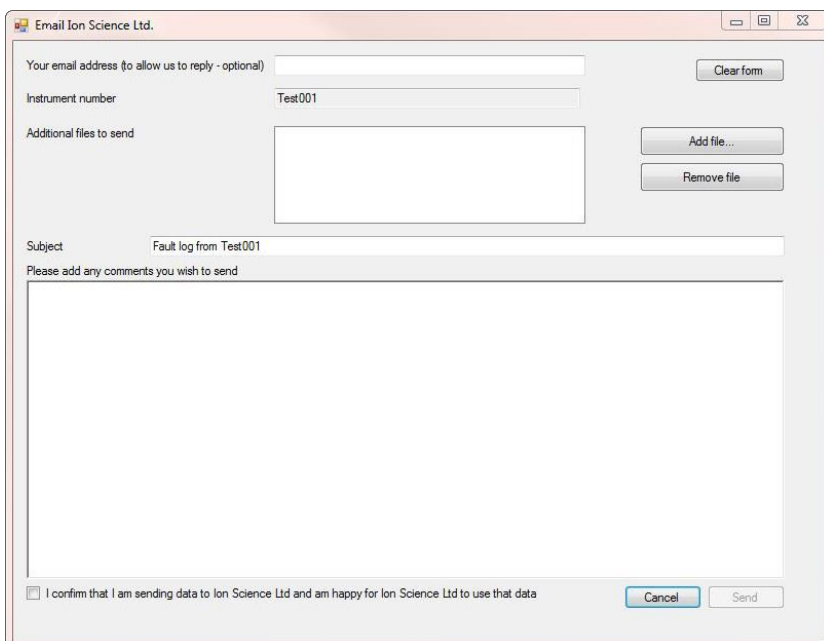 Email Ion Science Ltd.
Your email address (to allow us to reply - optional)
Clear form
Instrument number
Test001
Additional files to send
Add file...
Remove file
Subject
Fault log from Test001
Please add any comments you wish to send
I confirm that I am sending data to Ion Science Ltd and am happy for Ion Science Ltd to use that data
Cancel
Send